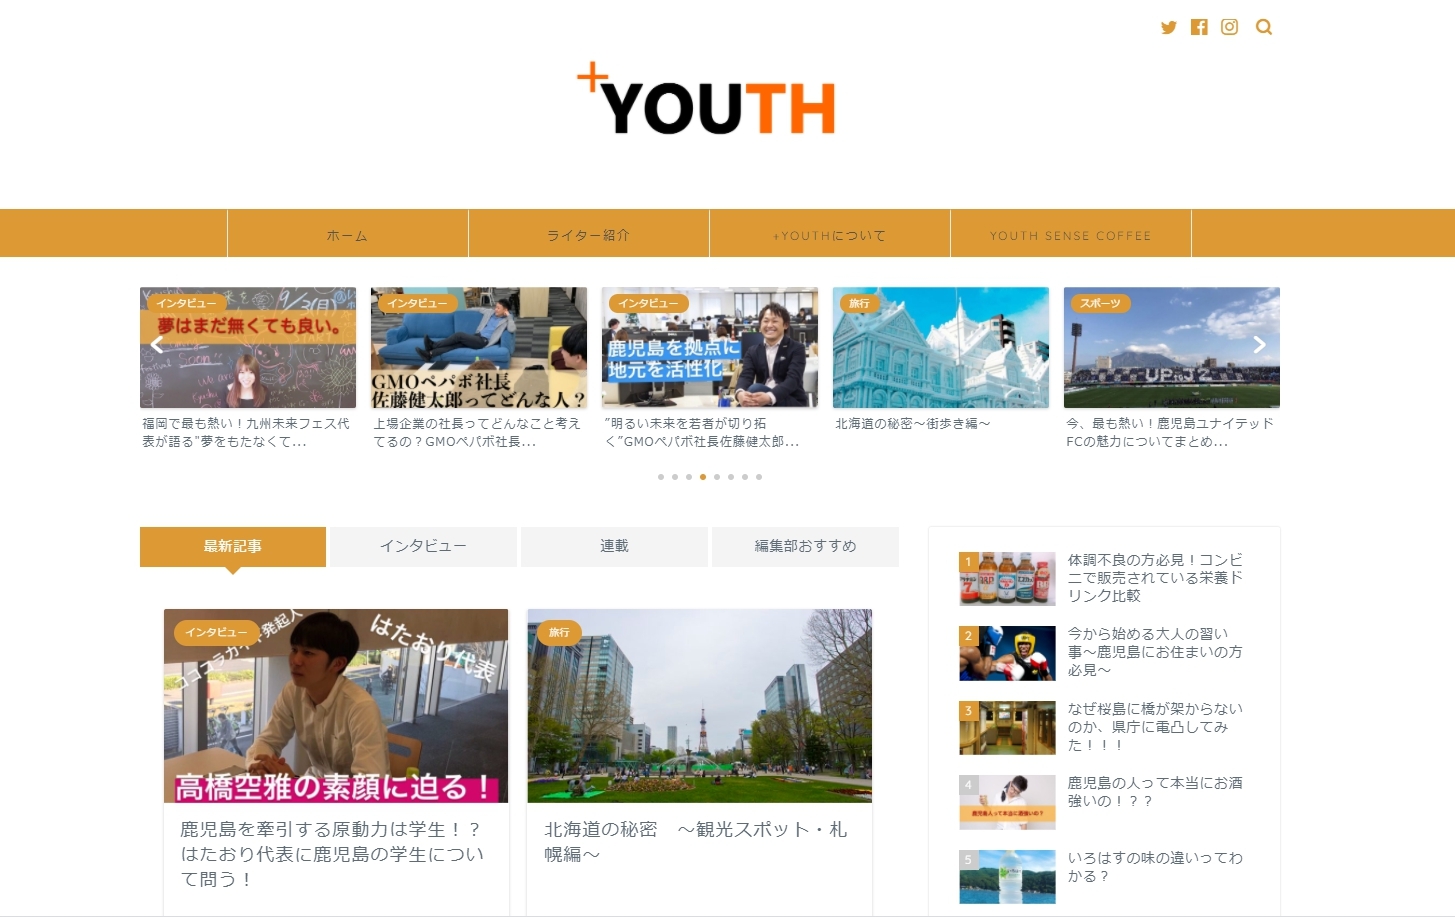 +YOUTH
ホーム
ライター紹介
+YOUTHについて
YOUTH SENSE COFFEE
インタビュー
夢はまだ無くても良い。
福岡で最も熱い！九州未来フェス代
表が語る"夢をもたなくて...
インタビュー
GMOペパボ社長
佐藤健太郎ってどんな人？
上場企業の社長ってどんなこと考え
てるの？GMOペパボ社長...
インタビュー
鹿児島を拠点に
地元を活性化
”明るい未来を若者が切り拓
く”GMOペパボ社長佐藤健太郎...
旅行
北海道の秘密〜街歩き編〜
スポーツ
今、最も熱い！鹿児島ユナイテッド
FCの魅力についてまとめ...
最新記事
インタビュー
連載
編集部おすすめ
インタビュー
はたおり代表
高橋空雅の素顔に迫る！
鹿児島を牽引する原動力は学生！？
はたおり代表に鹿児島の学生につい
て問う！
旅行
北海道の秘密　〜観光スポット・札
幌編〜
1
体調不良の方必見！コンビ
ニで販売されている栄養ド
リンク比較
2
今から始める大人の習い
事〜鹿児島にお住まいの方
必見〜
3
なぜ桜島に橋が架からない
のか、県庁に電凸してみ
た！！！
4
鹿児島人って本当に酒強いの？
鹿児島の人って本当にお酒
強いの！？？
5
いろはすの味の違いってわ
かる？